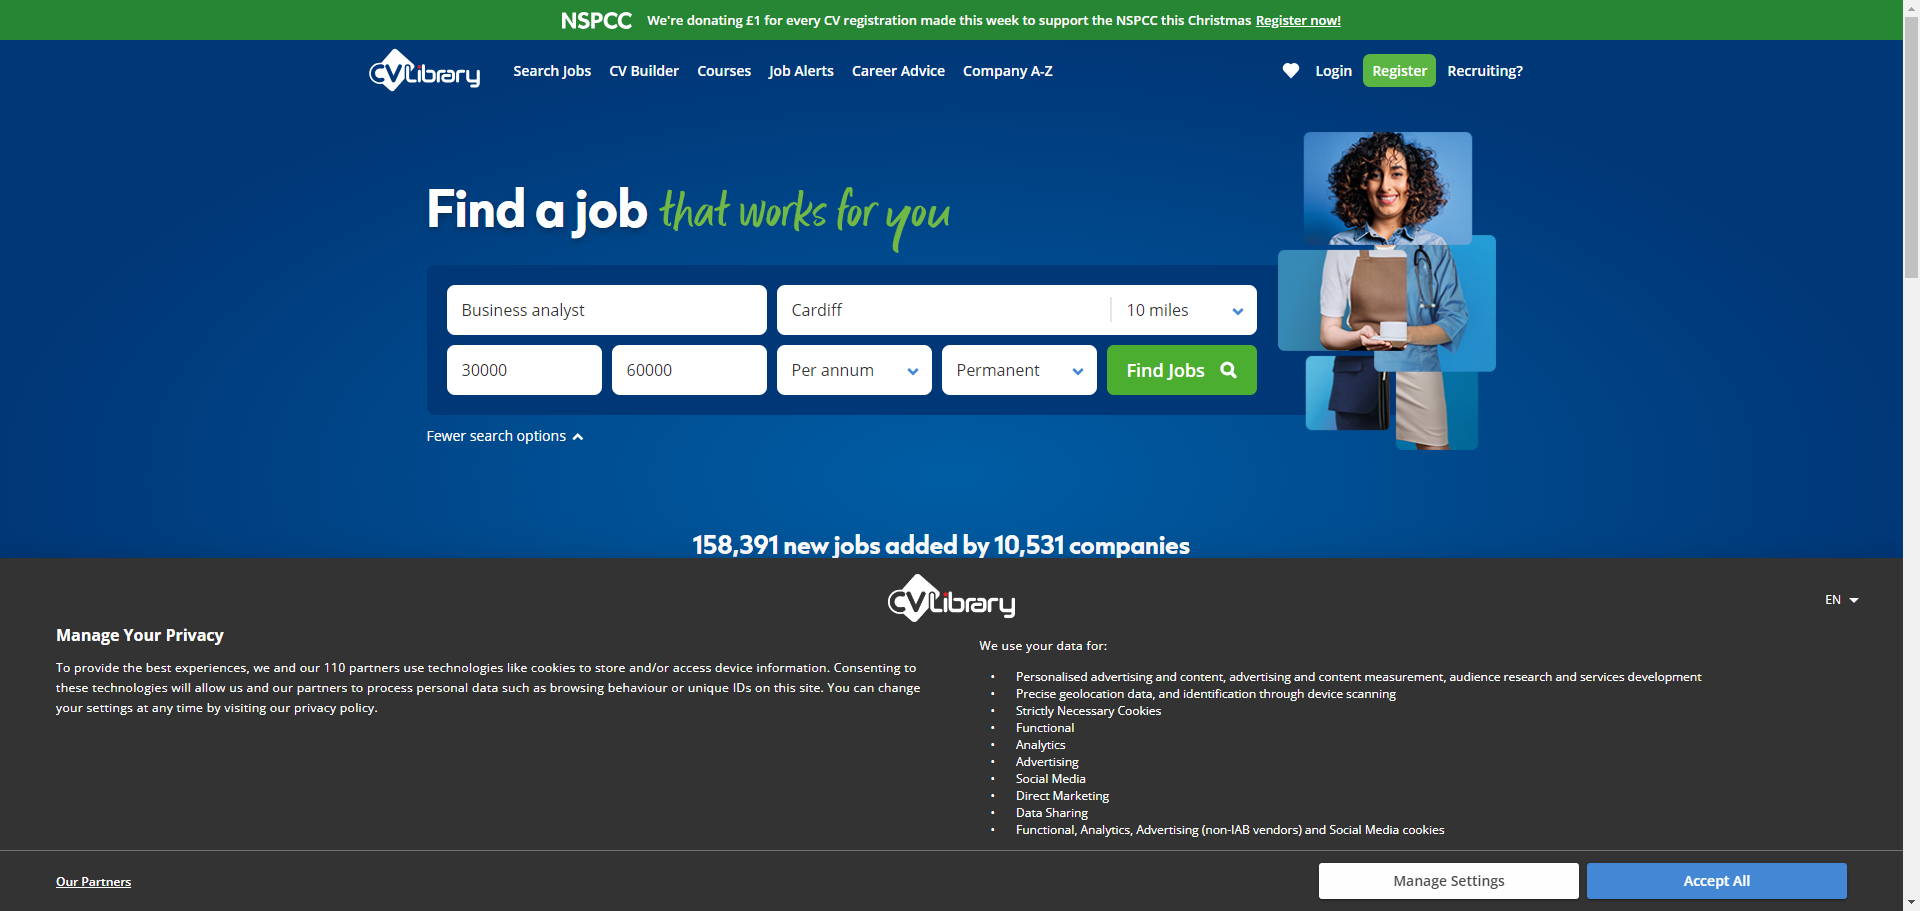 NSPCC We're donating £1 for every CV registration made this week to support the NSPCC this Christmas Register now!
CVLibrary Search Jobs CV Builder Courses Job Alerts Career Advice Company A-Z Login Register Recruiting?
Find a job that works for you
Business analyst Cardiff 10 miles
30000 60000 Per annum Permanent Find Jobs
Fewer search options
158,391 new jobs added by 10,531 companies
CVLibrary
EN
Manage Your Privacy
To provide the best experiences, we and our 110 partners use technologies like cookies to store and/or access device information. Consenting to
these technologies will allow us and our partners to process personal data such as browsing behaviour or unique IDs on this site. You can change
your settings at any time by visiting our privacy policy.
We use your data for:
• Personalised advertising and content, advertising and content measurement, audience research and services development
• Precise geolocation data, and identification through device scanning
• Strictly Necessary Cookies
• Functional
• Analytics
• Advertising
• Social Media
• Direct Marketing
• Data Sharing
• Functional, Analytics, Advertising (non-IAB vendors) and Social Media cookies
Our Partners Manage Settings Accept All